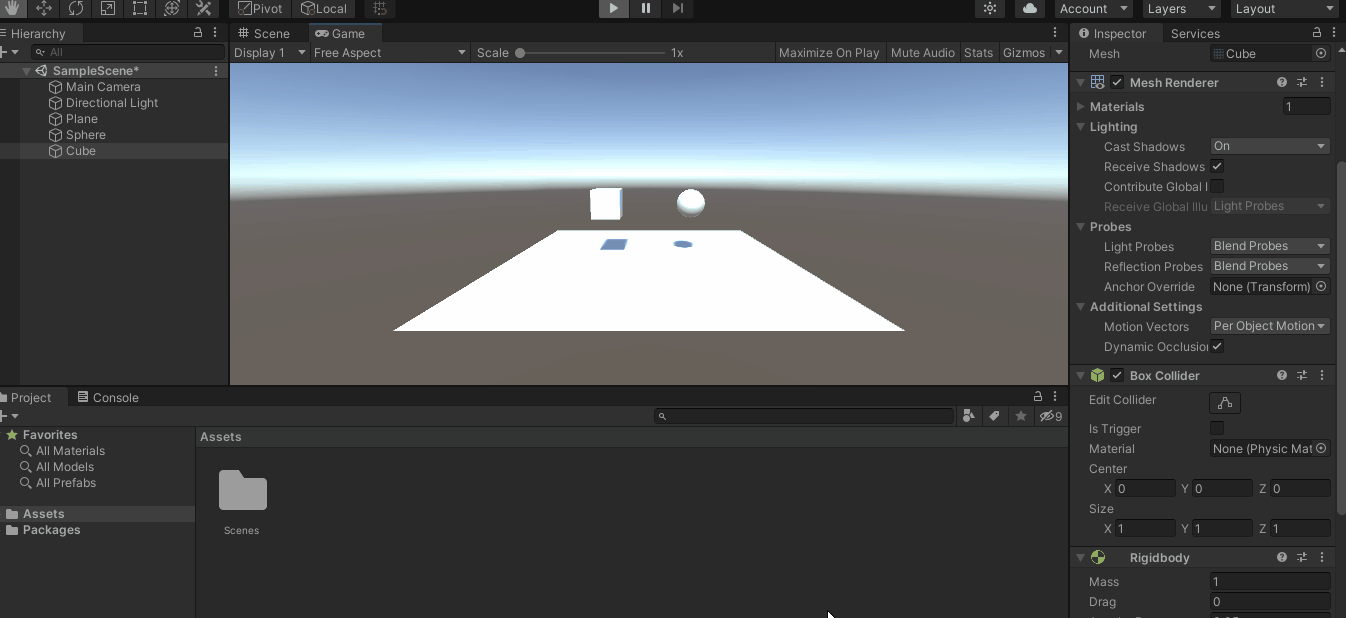 Pivot Local Account Layers Layout
Hierarchy
All
SampleScene*
Main Camera
Directional Light
Plane
Sphere
Cube
Scene Game
Display 1 Free Aspect Scale 1x Maximize On Play Mute Audio Stats Gizmos
Inspector Services
Mesh Cube
Mesh Renderer
Materials 1
Lighting
Cast Shadows On
Receive Shadows
Contribute Global I
Receive Global Illu Light Probes
Probes
Light Probes Blend Probes
Reflection Probes Blend Probes
Anchor Override None (Transform)
Additional Settings
Motion Vectors Per Object Motion
Dynamic Occlusion
Box Collider
Edit Collider
Is Trigger
Material None (Physic Mat
Center
X 0 Y 0 Z 0
Size
X 1 Y 1 Z 1
Rigidbody
Mass 1
Drag 0
Project Console
9
Favorites
All Materials
All Models
All Prefabs
Assets
Packages
Assets
Scenes